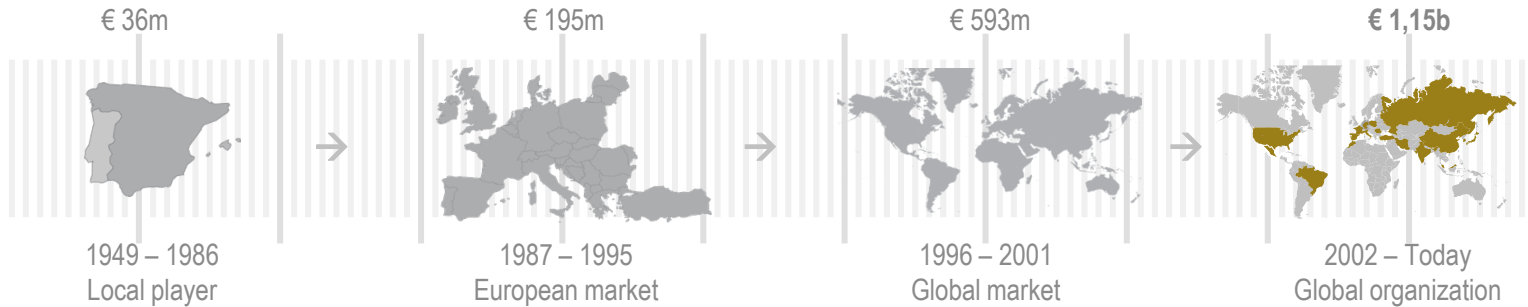 € 36m
€ 195m
€ 593m
€ 1,15b
1949 – 1986
Local player
1987 – 1995
European market
1996 – 2001
Global market
2002 – Today
Global organization